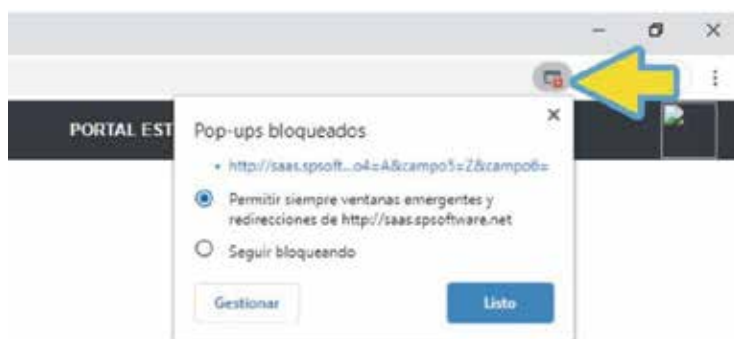 PORTAL EST
Pop-ups bloqueados
http://saas.spsoft...o4=A&campo5=Z&campo6=
Permitir siempre ventanas emergentes y
redirecciones de http://saas.spsoftware.net
Seguir bloqueando
Gestionar
Listo